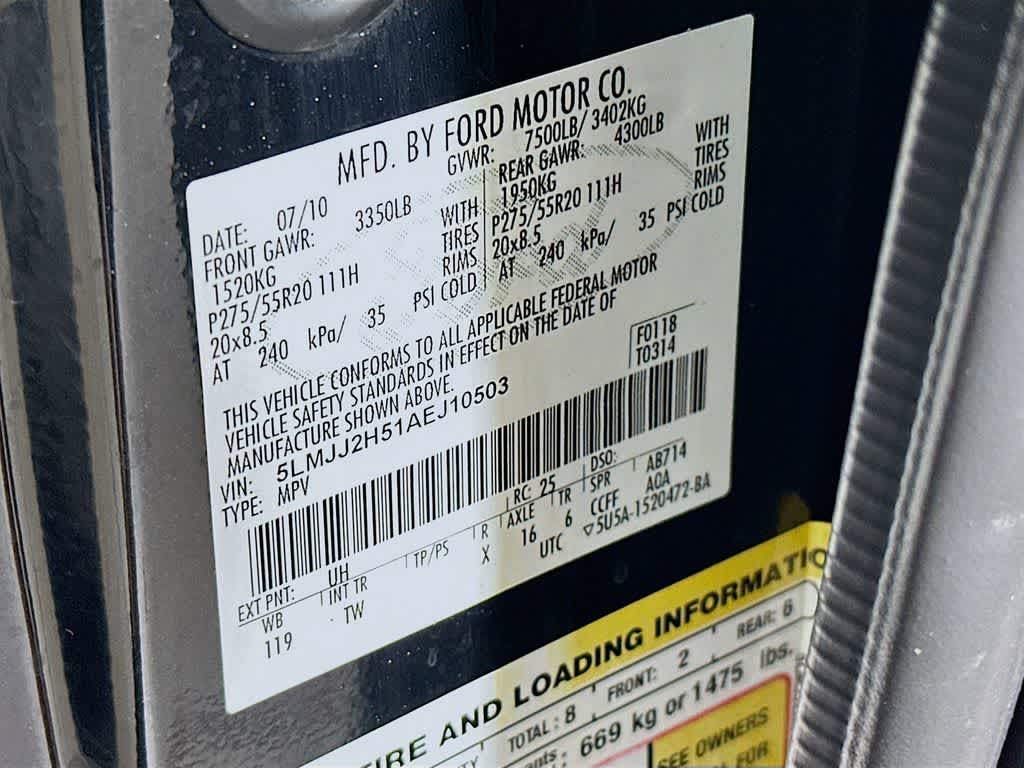 MFD. BY FORD MOTOR CO.
DATE: 07/10 GVWR: 7500LB/ 3402KG
FRONT GAWR: 3350LB REAR GAWR: 4300LB
1520KG WITH 1950KG WITH
P275/55R20 111H TIRES P275/55R20 111H TIRES
20x8.5 RIMS 20x8.5 RIMS
AT 240 kPa/ 35 PSI COLD AT 240 kPa/ 35 PSI COLD
THIS VEHICLE CONFORMS TO ALL APPLICABLE FEDERAL MOTOR
VEHICLE SAFETY STANDARDS IN EFFECT ON THE DATE OF
MANUFACTURE SHOWN ABOVE.
F0118
T0314
VIN: 5LMJJ2H51AEJ10503
TYPE: MPV
EXT PNT: UH RC: 25 DSO: AB714
WB INT TR TP/PS R AXLE TR SPR AOA
119 TW X 16 6 CCFF
UTC ▽5U5A-1520472-BA
TIRE AND LOADING INFORMATIO
TOTAL: 8 FRONT: 2 REAR: 6
669 kg or 1475 lbs.
SEE OWNERS
FOR